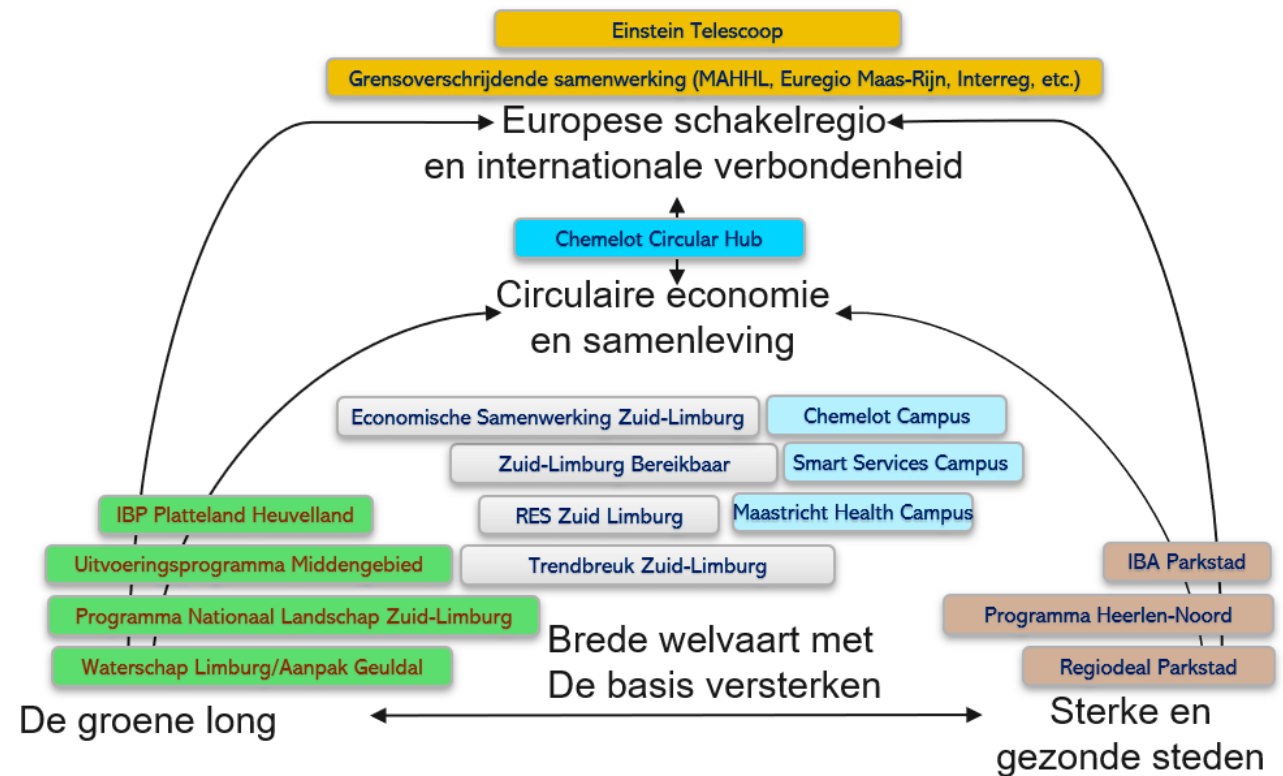 Einstein Telescoop
Grensoverschrijdende samenwerking (MAHHL, Euregio Maas-Rijn, Interreg, etc.)
Europese schakelregio
en internationale verbondenheid
Chemelot Circular Hub
Circulaire economie
en samenleving
Economische Samenwerking Zuid-Limburg
Chemelot Campus
Zuid-Limburg Bereikbaar
Smart Services Campus
RES Zuid Limburg
Maastricht Health Campus
Trendbreuk Zuid-Limburg
IBP Platteland Heuvelland
Uitvoeringsprogramma Middengebied
Programma Nationaal Landschap Zuid-Limburg
Waterschap Limburg/Aanpak Geuldal
De groene long
Brede welvaart met
De basis versterken
IBA Parkstad
Programma Heerlen-Noord
Regiodeal Parkstad
Sterke en
gezonde steden